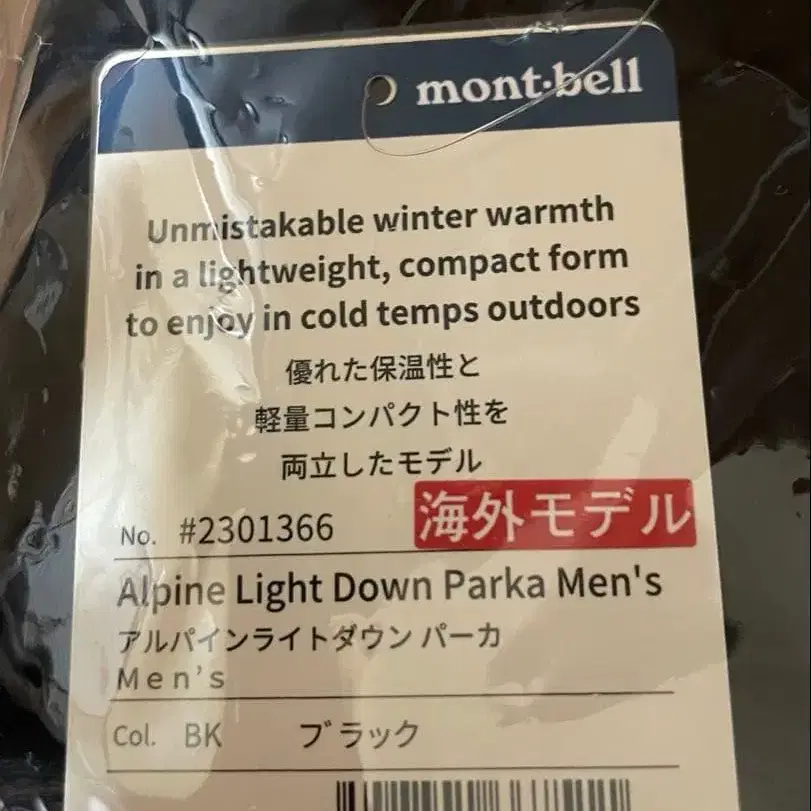 mont-bell
Unmistakable winter warmth
in a lightweight, compact form
to enjoy in cold temps outdoors
優れた保温性と
軽量コンパクト性を
両立したモデル
No. #2301366
海外モデル
Alpine Light Down Parka Men's
アルパインライトダウン パーカ
Men's
Col. BK ブラック